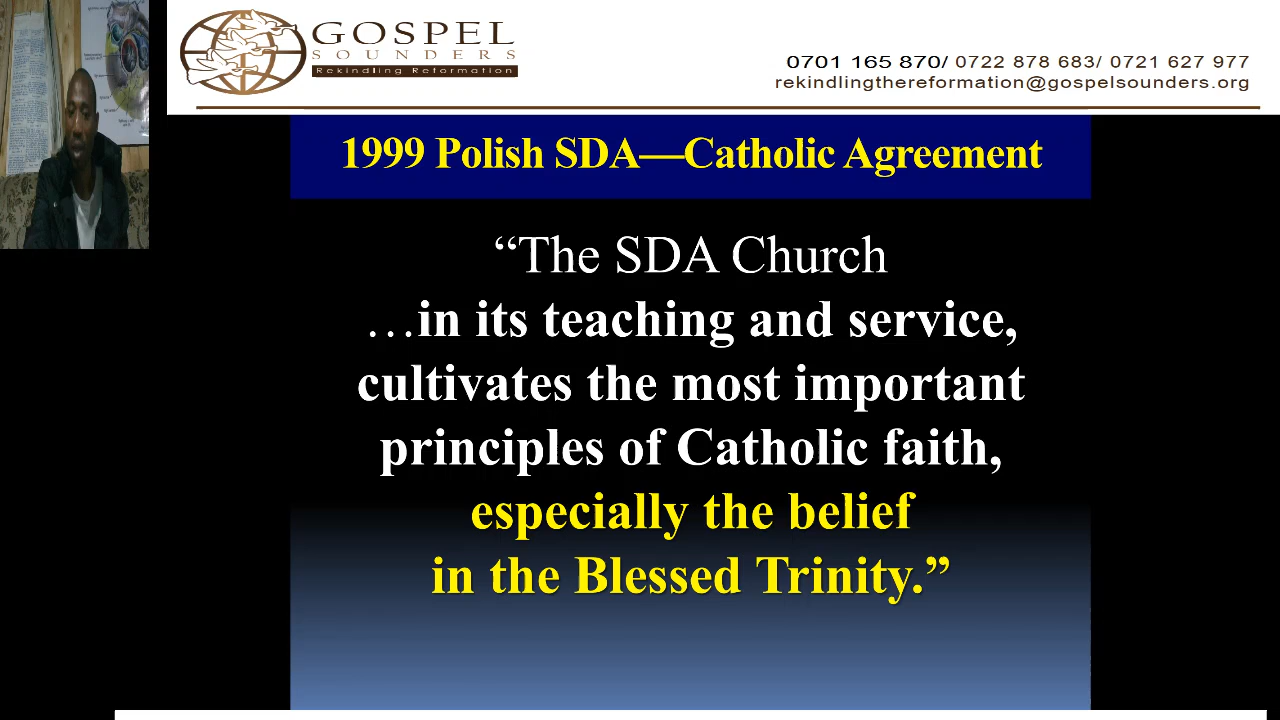 GOSPEL
SOUNDERS
Rekindling Reformation
0701 165 870/ 0722 878 683/ 0721 627 977
rekindlingthereformation@gospelsounders.org
1999 Polish SDA—Catholic Agreement
“The SDA Church
…in its teaching and service,
cultivates the most important
principles of Catholic faith,
especially the belief
in the Blessed Trinity.”